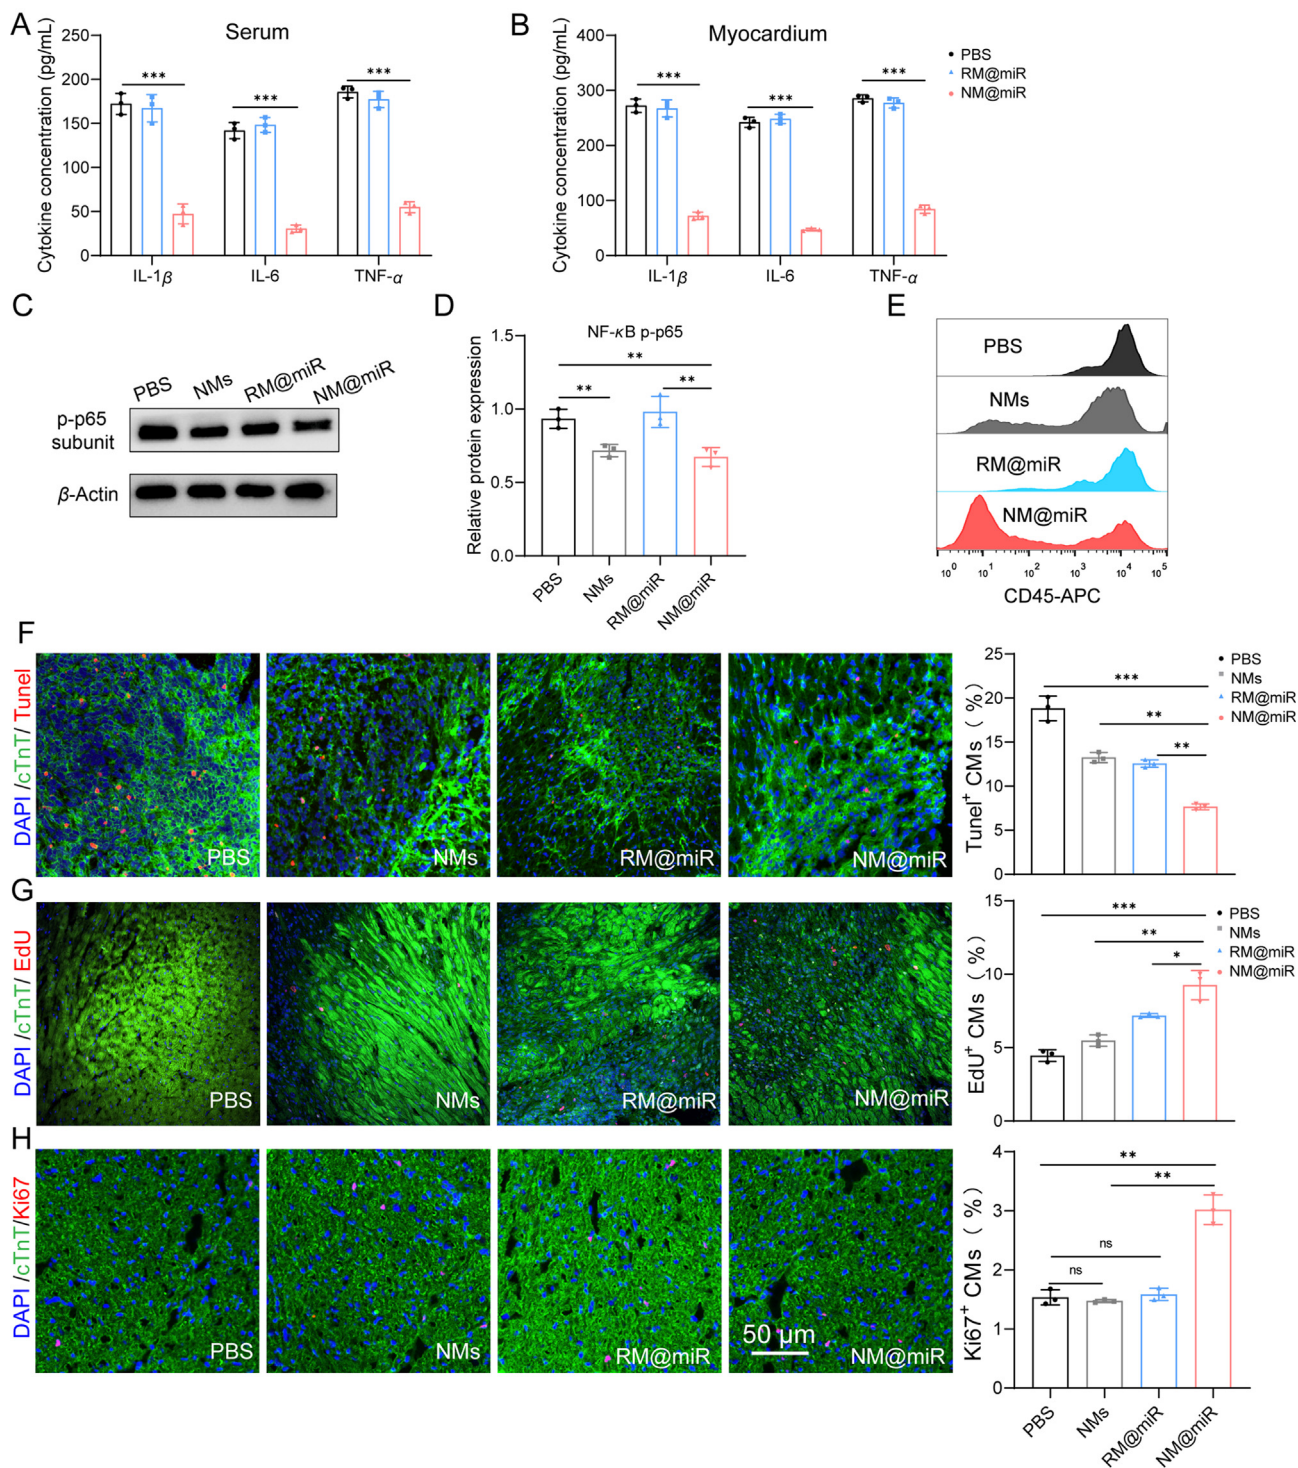 A
Serum
Cytokine concentration (pg/mL)
250
200
150
100
50
0
***
***
***
IL-1β
IL-6
TNF-α
B
Myocardium
Cytokine concentration (pg/mL)
400
300
200
100
0
***
***
***
IL-1β
IL-6
TNF-α
PBS
RM@miR
NM@miR
C
PBS
NMs
RM@miR
NM@miR
p-p65
subunit
β-Actin
D
NF-κB p-p65
Relative protein expression
1.5
1.0
0.5
0.0
**
**
**
PBS
NMs
RM@miR
NM@miR
E
PBS
NMs
RM@miR
NM@miR
10⁰ 10¹ 10² 10³ 10⁴ 10⁵
CD45-APC
F
DAPI /cTnT/ Tunel
PBS
NMs
RM@miR
NM@miR
Tunel⁺ CMs ( %)
25
20
15
10
5
0
***
**
**
PBS
NMs
RM@miR
NM@miR
G
DAPI /cTnT/ EdU
PBS
NMs
RM@miR
NM@miR
EdU⁺ CMs ( %)
15
10
5
0
***
**
*
PBS
NMs
RM@miR
NM@miR
H
DAPI /cTnT/Ki67
PBS
NMs
RM@miR
50 μm
NM@miR
Ki67⁺ CMs ( %)
4
3
2
1
0
**
**
ns
ns
PBS
NMs
RM@miR
NM@miR